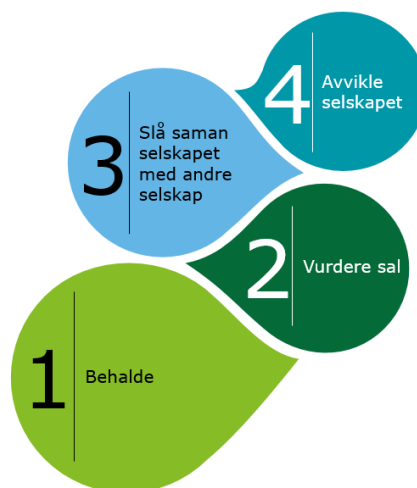 4
Avvikle
selskapet
3
Slå saman
selskapet
med andre
selskap
2
Vurdere sal
1
Behalde